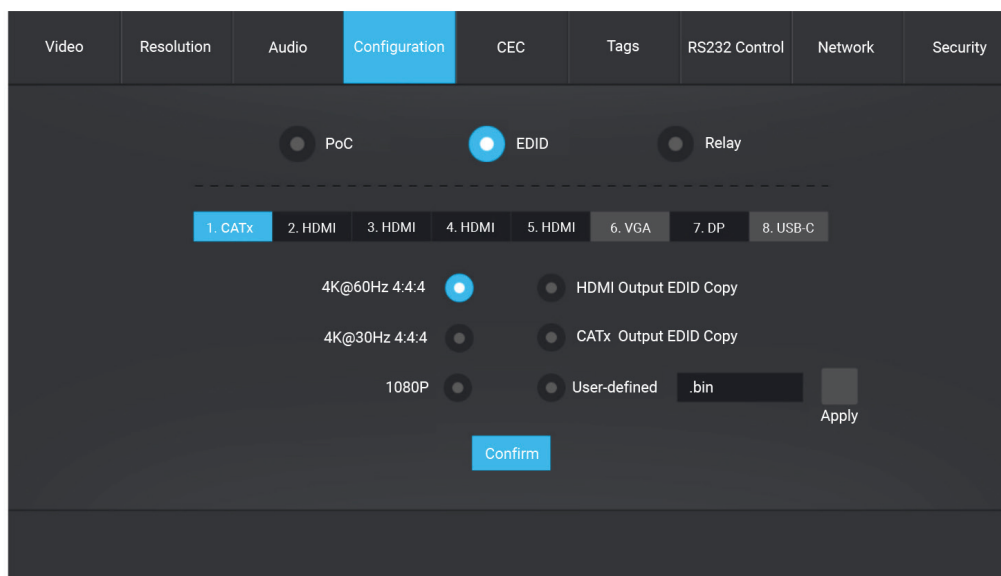 Video Resolution Audio Configuration CEC Tags RS232 Control Network Security
PoC EDID Relay
1. CATx 2. HDMI 3. HDMI 4. HDMI 5. HDMI 6. VGA 7. DP 8. USB-C
4K@60Hz 4:4:4 HDMI Output EDID Copy
4K@30Hz 4:4:4 CATx Output EDID Copy
1080P User-defined .bin
Apply
Confirm